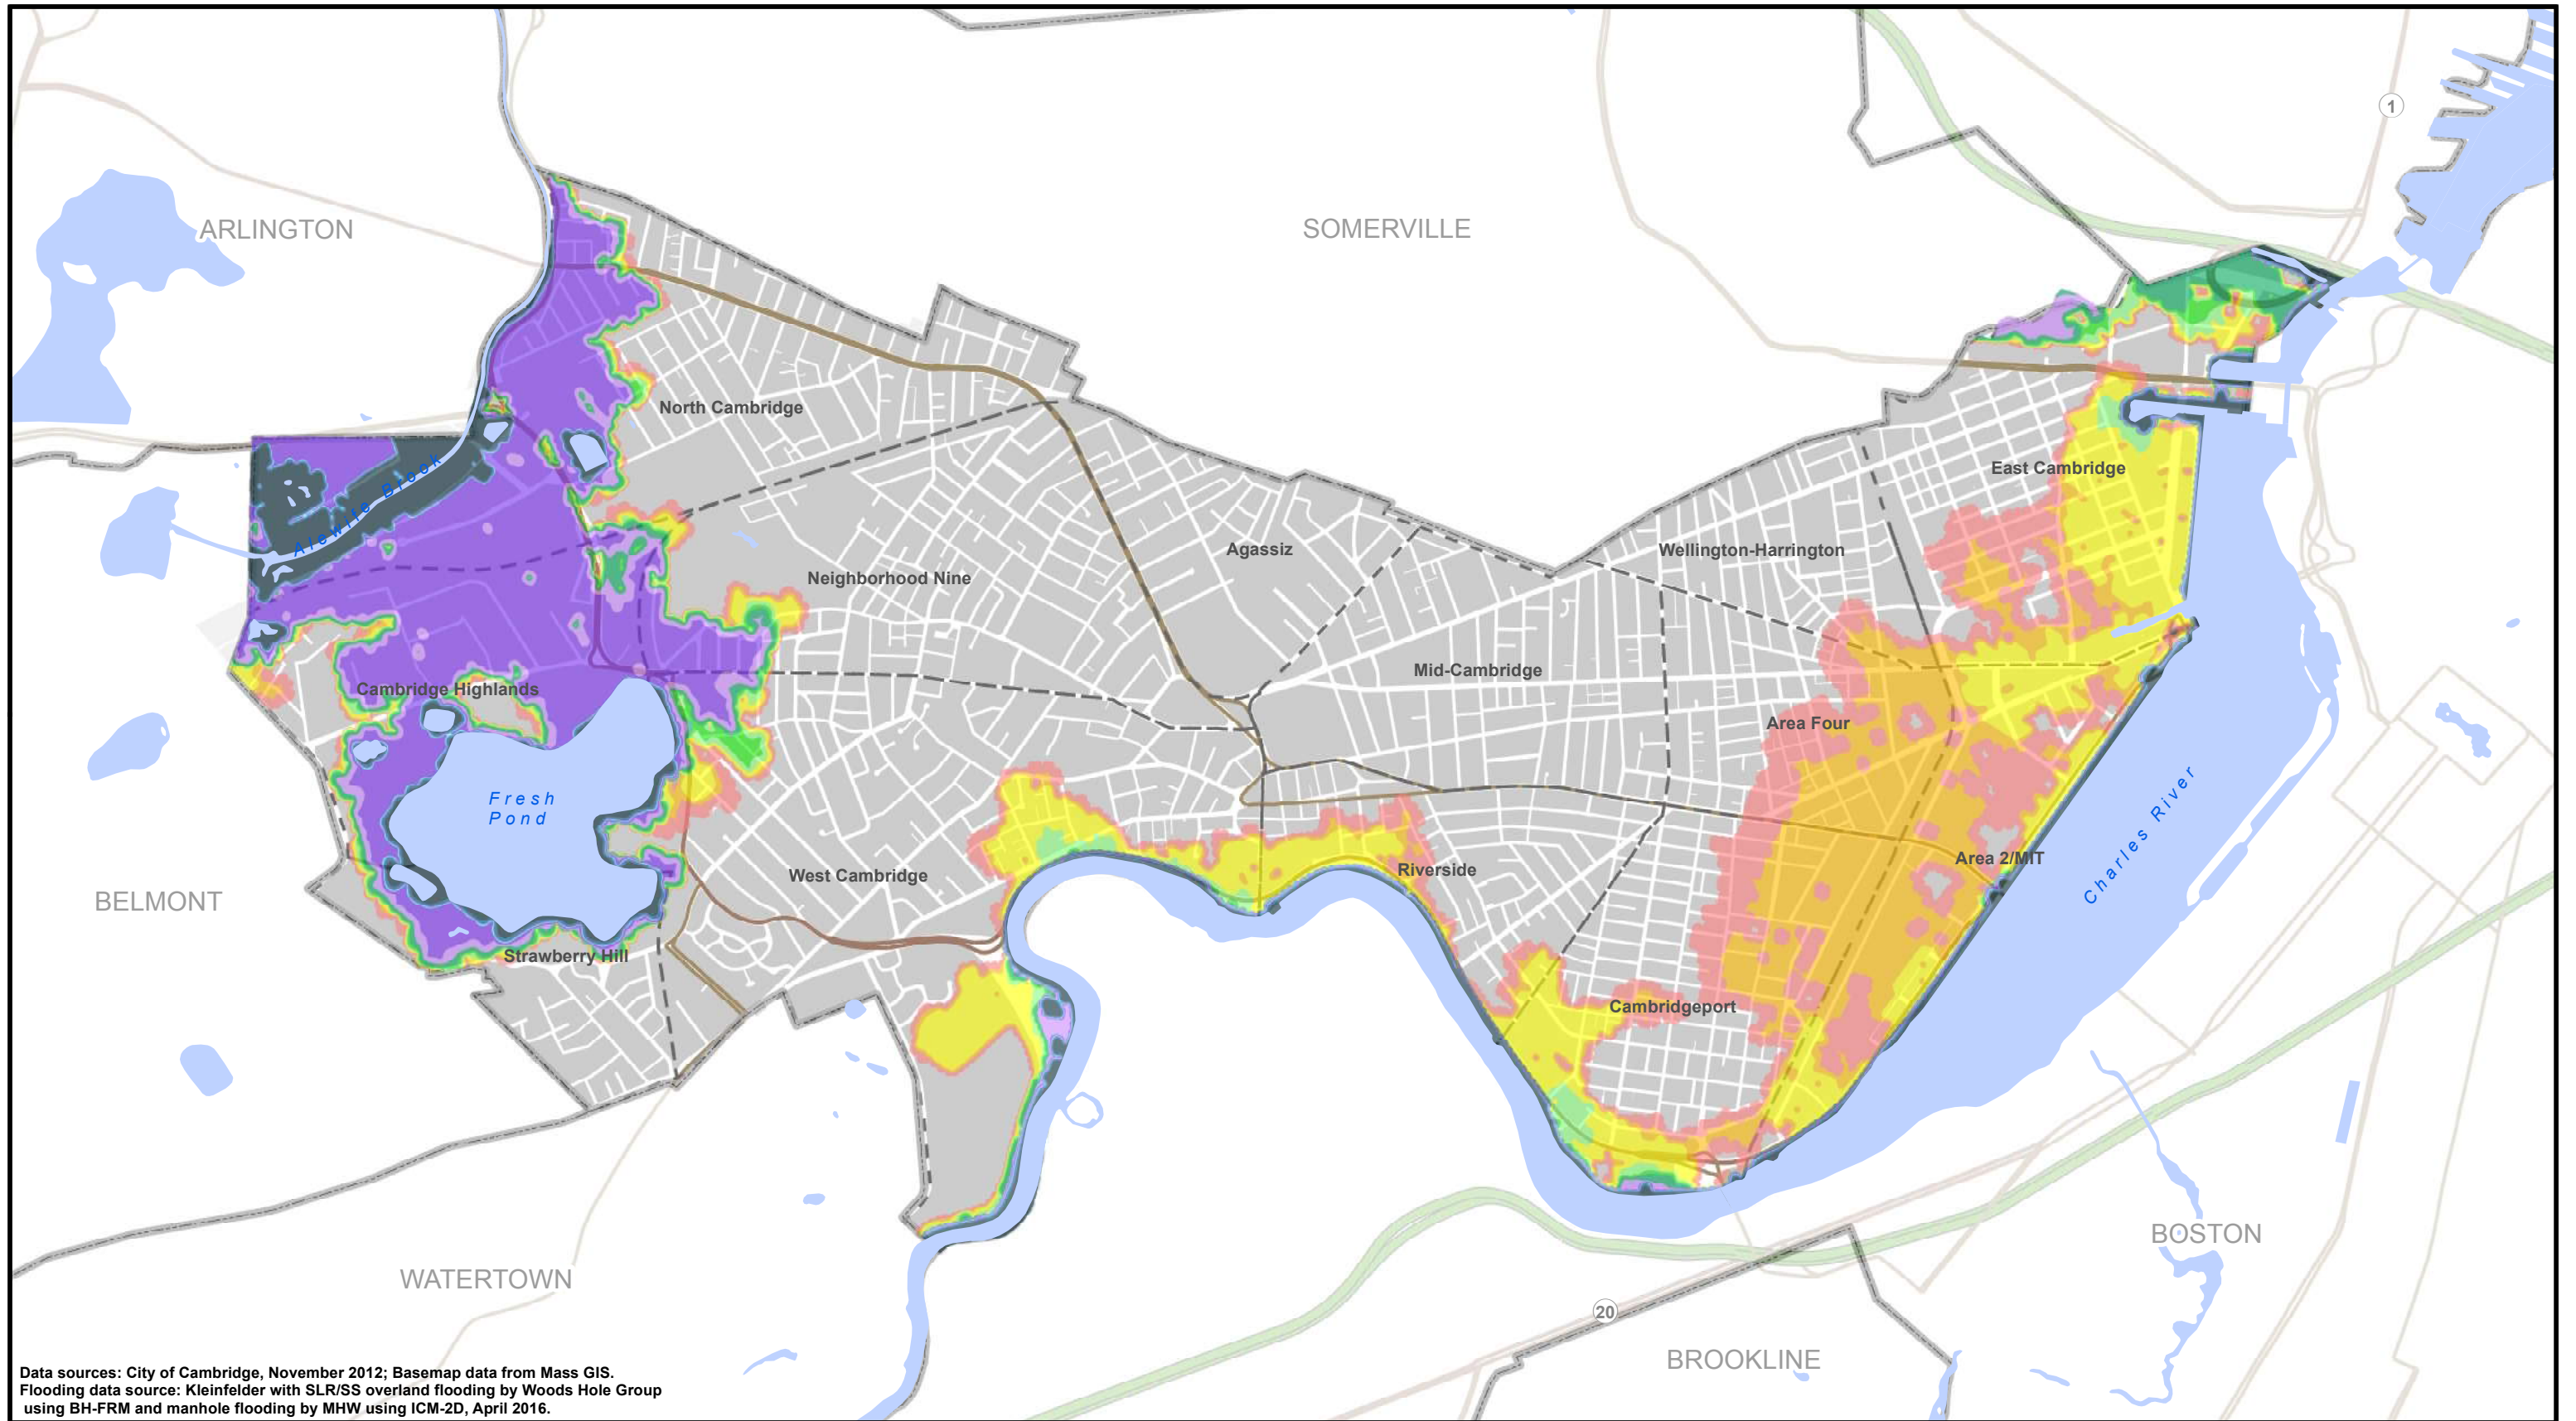 1
ARLINGTON
SOMERVILLE
North Cambridge
East Cambridge
Alewife Brook
Agassiz
Wellington-Harrington
Neighborhood Nine
Mid-Cambridge
Cambridge Highlands
Area Four
Fresh
Pond
Charles River
Area 2/MIT
Riverside
West Cambridge
BELMONT
Strawberry Hill
Cambridgeport
BOSTON
WATERTOWN
20
BROOKLINE
Data sources: City of Cambridge, November 2012; Basemap data from Mass GIS.
Flooding data source: Kleinfelder with SLR/SS overland flooding by Woods Hole Group
using BH-FRM and manhole flooding by MHW using ICM-2D, April 2016.